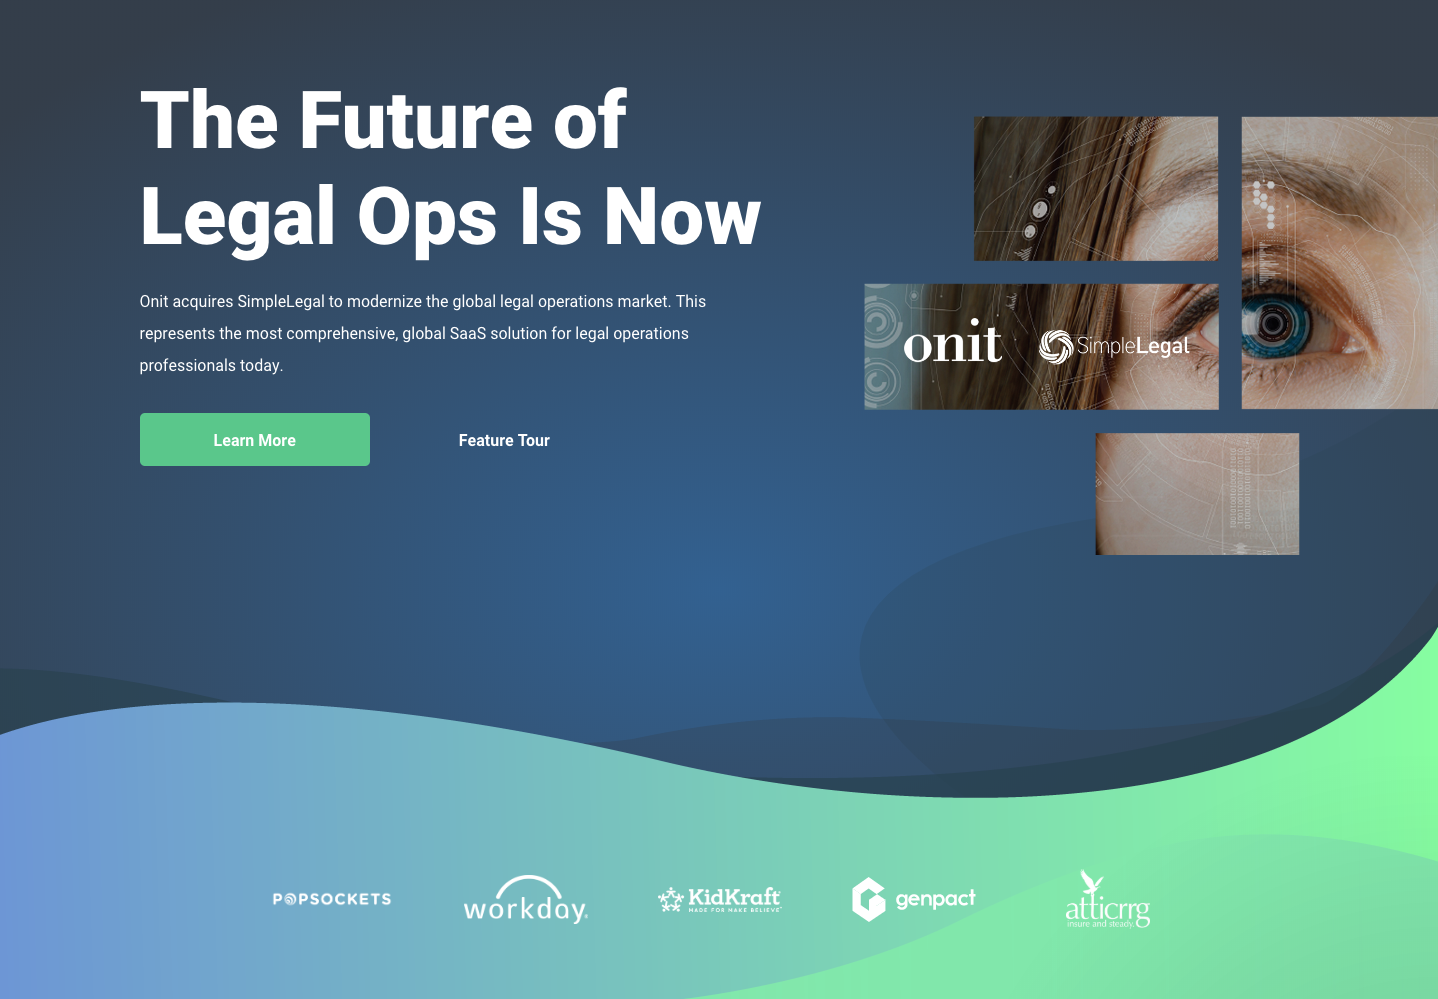 The Future of
Legal Ops Is Now
Onit acquires SimpleLegal to modernize the global legal operations market. This
represents the most comprehensive, global SaaS solution for legal operations
professionals today.
Learn More
Feature Tour
onit
SimpleLegal
POPSOCKETS
workday.
KidKraft
MADE FOR MAKE BELIEVE
genpact
atticrrg
insure and steady.